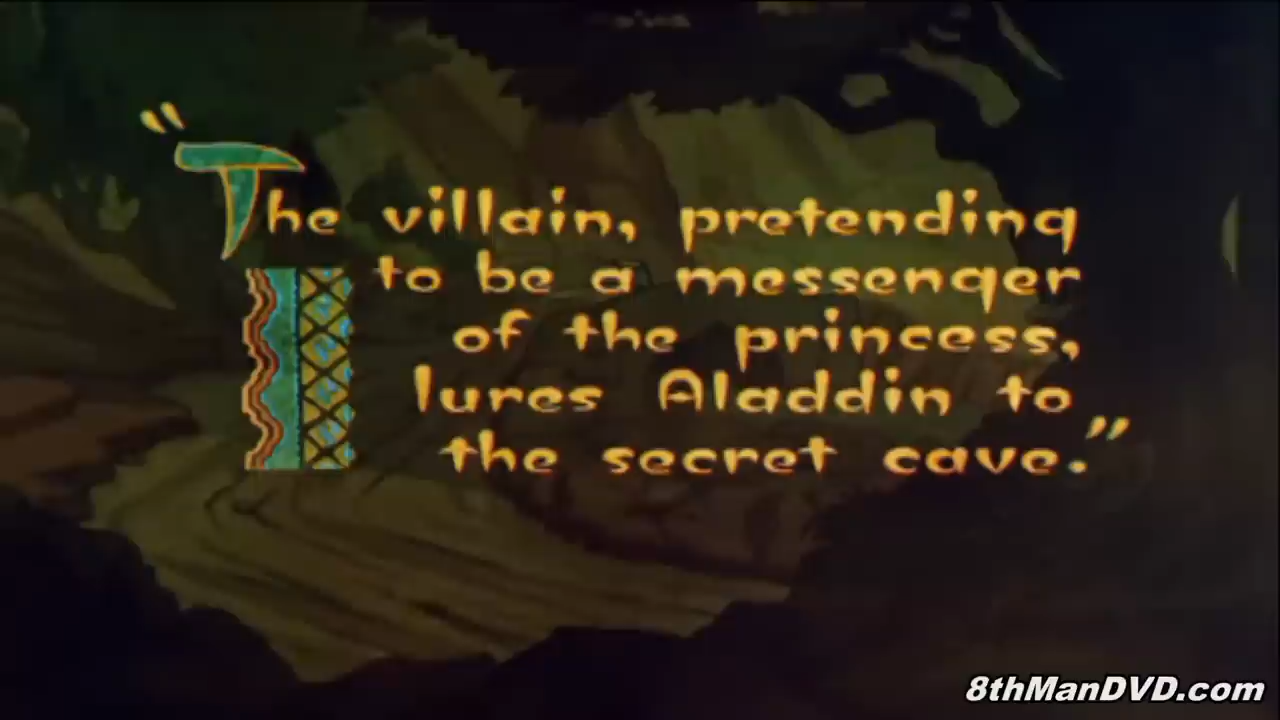 “The villain, pretending
to be a messenger
of the princess,
lures Aladdin to
the secret cave.”
8thManDVD.com